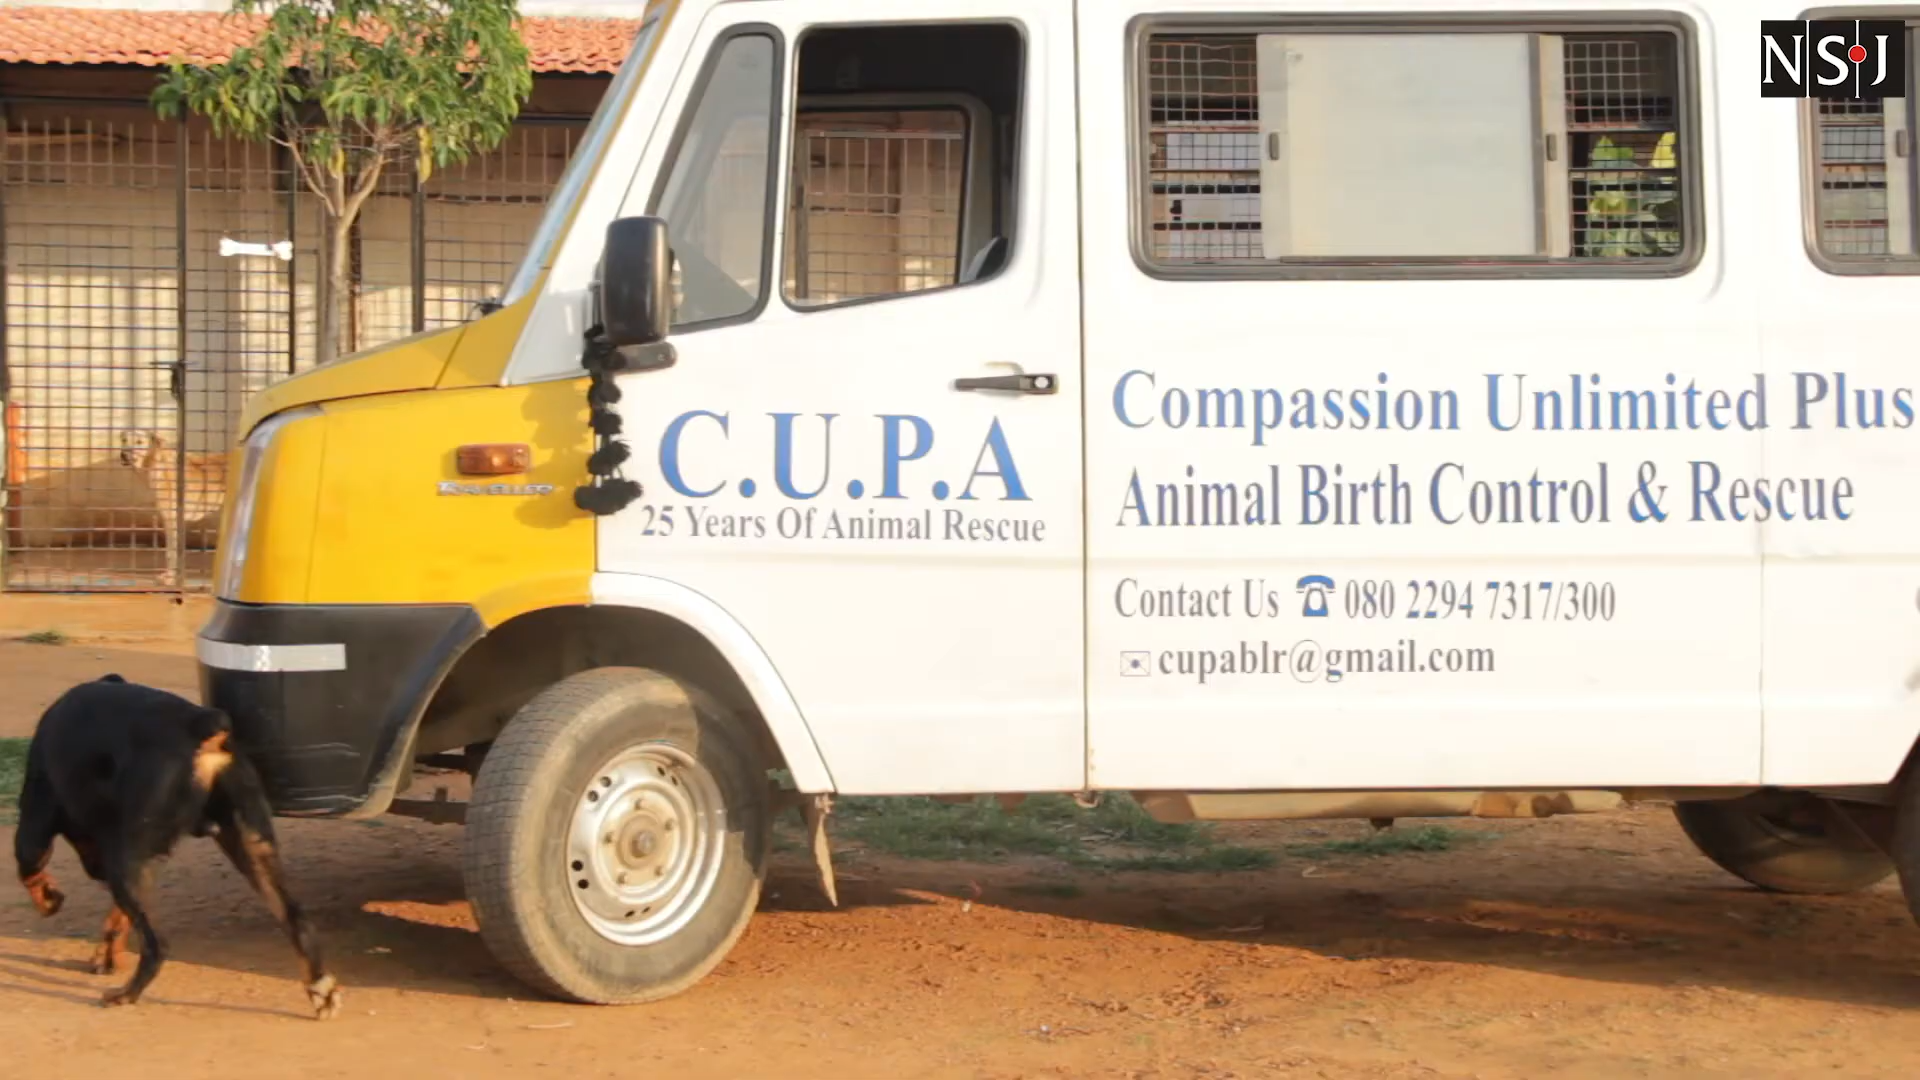 NSJ
TRAVELLER
C.U.P.A
25 Years Of Animal Rescue
Compassion Unlimited Plus
Animal Birth Control & Rescue
Contact Us ☎ 080 2294 7317/300
cupablr@gmail.com